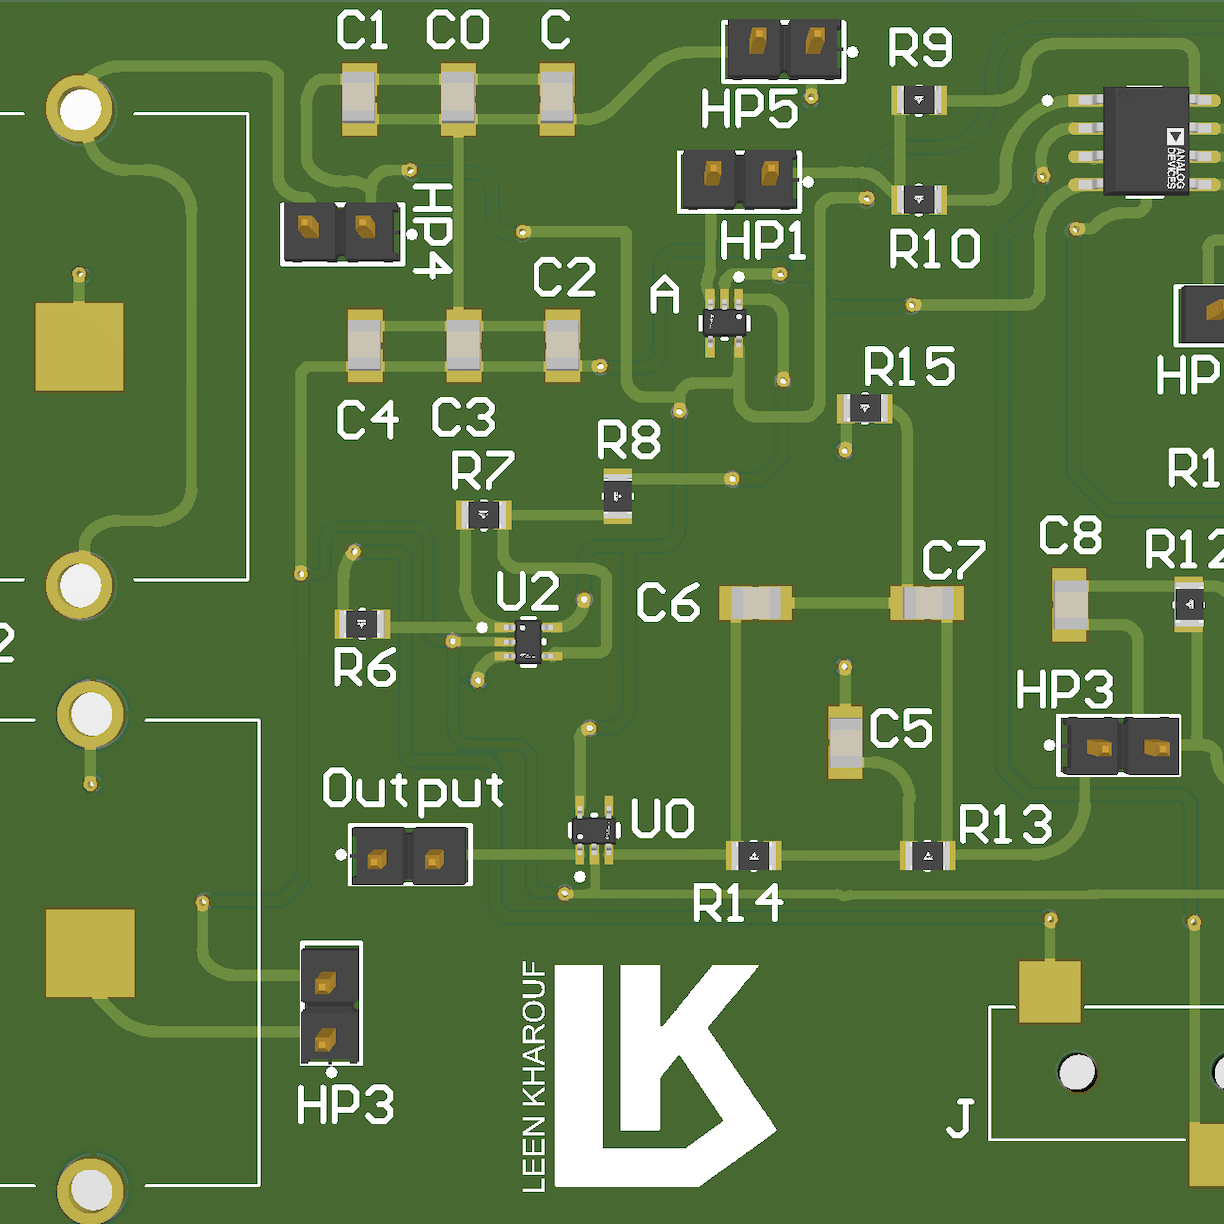 C1 C0 C
R9
HP5
HP4
HP1
R10
ANALOG
DEVICES
C2
A
HP
R15
C4 C3
R8
R7
R1
C8
R12
C7
U2
C6
2
R6
HP3
C5
Output
U0
R13
R14
LEEN KHAROUF
LK
HP3
J